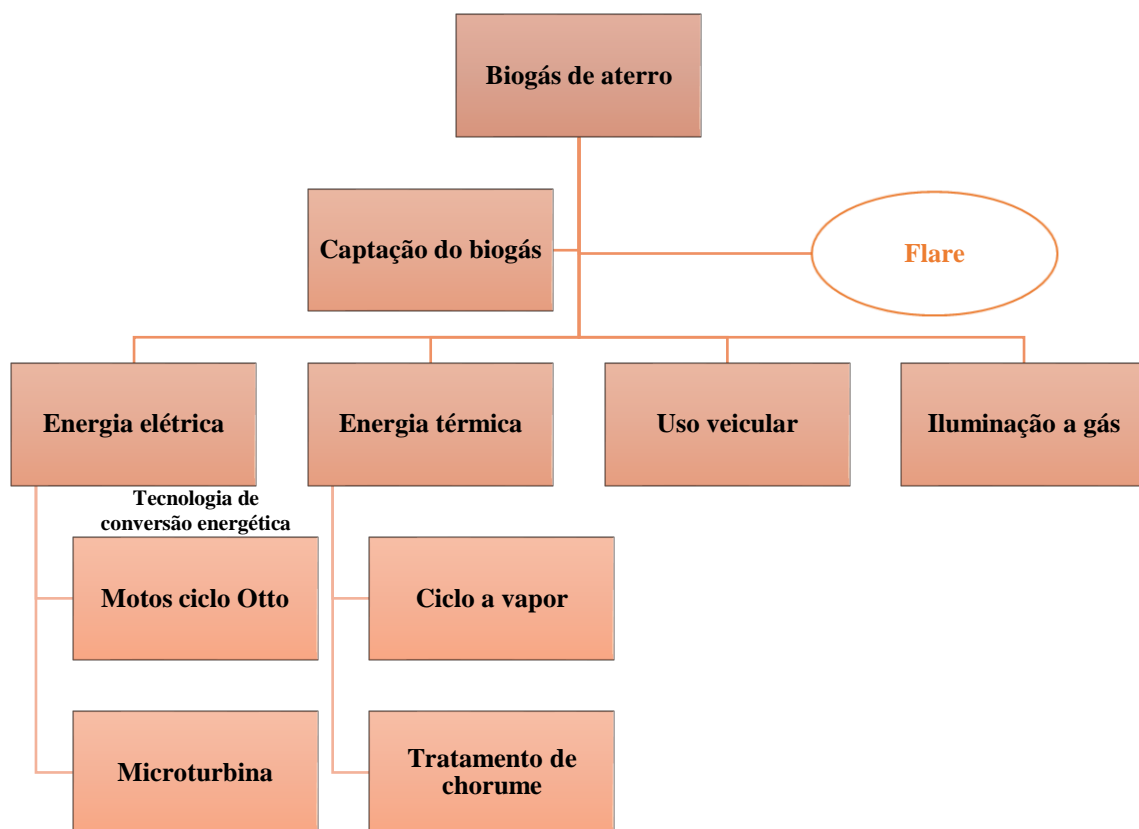 Biogás de aterro
Captação do biogás
Flare
Energia elétrica
Energia térmica
Uso veicular
Iluminação a gás
Tecnologia de
conversão energética
Motos ciclo Otto
Ciclo a vapor
Microturbina
Tratamento de
chorume